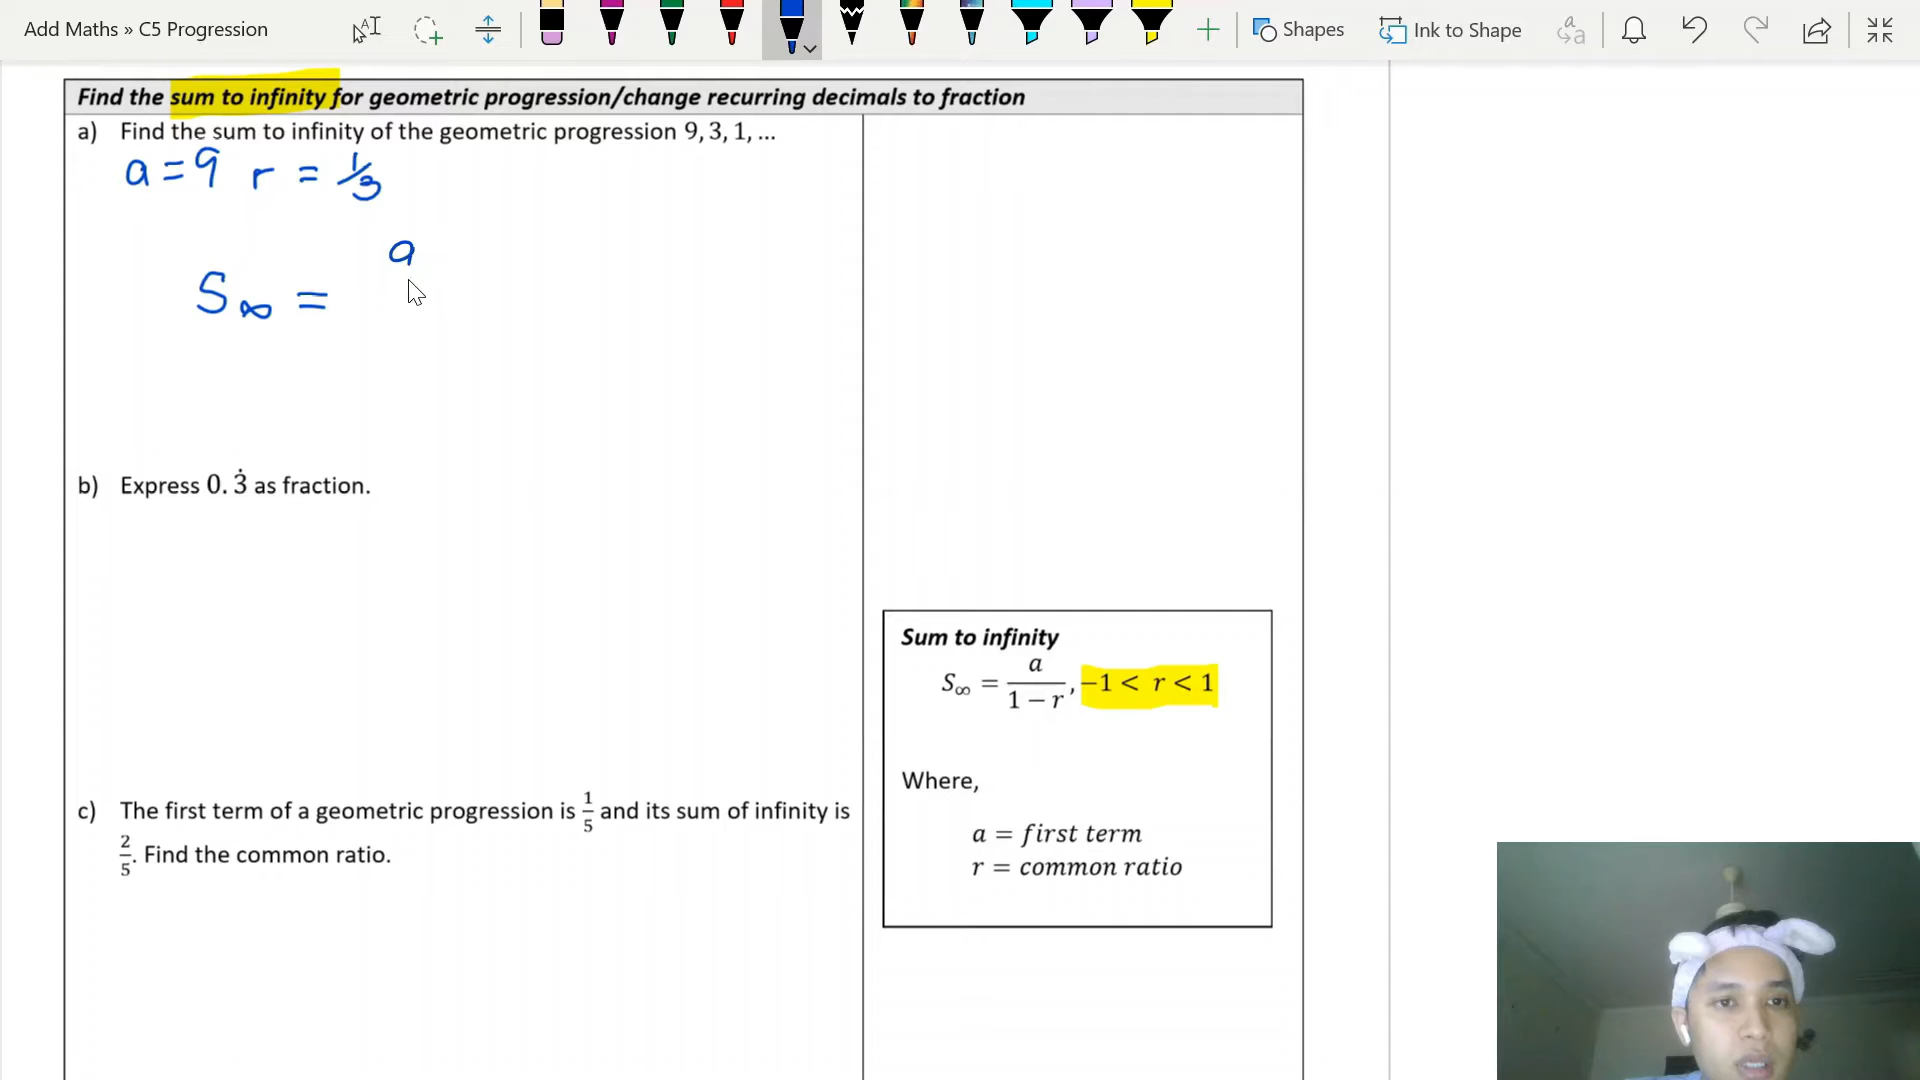 Add Maths » C5 Progression
Shapes
Ink to Shape
Find the sum to infinity for geometric progression/change recurring decimals to fraction
a) Find the sum to infinity of the geometric progression 9, 3, 1, ...
a = 9 r = 1/3
S∞ = a
b) Express 0.3̇ as fraction.
Sum to infinity
S∞ = a/(1 − r), −1 < r < 1
Where,
a = first term
r = common ratio
c) The first term of a geometric progression is 1/5 and its sum of infinity is
2/5. Find the common ratio.